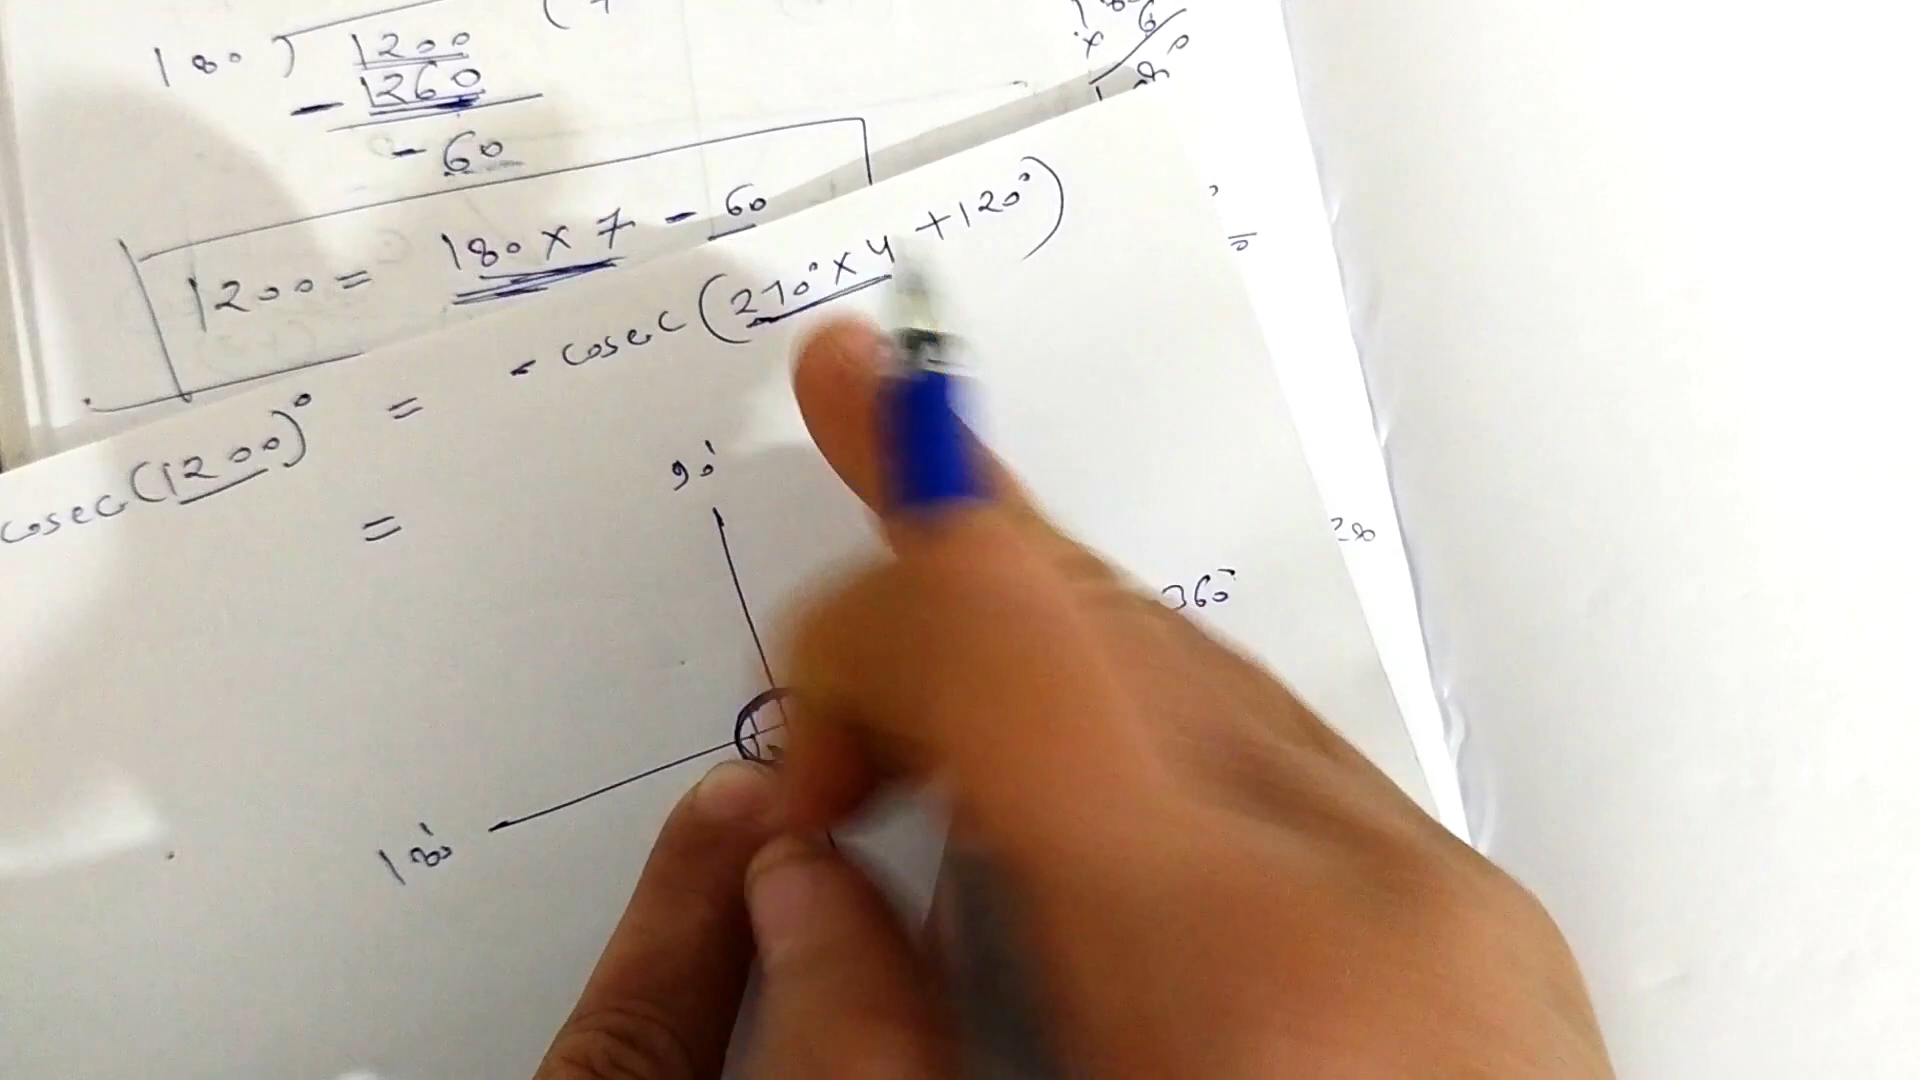 180 ) 1200
- 1260
- 60
1200 = 180 x 7 - 60
cosec(1200)° = - cosec (270° x 4 + 120°)
=
90°
360°
180°